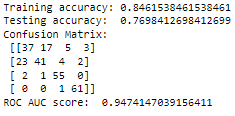 Training accuracy: 0.8461538461538461
Testing accuracy:  0.7698412698412699
Confusion Matrix:
 [[37 17  5  3]
 [23 41  4  2]
 [ 2  1 55  0]
 [ 0  0  1 61]]
ROC AUC score:  0.9474147039156411